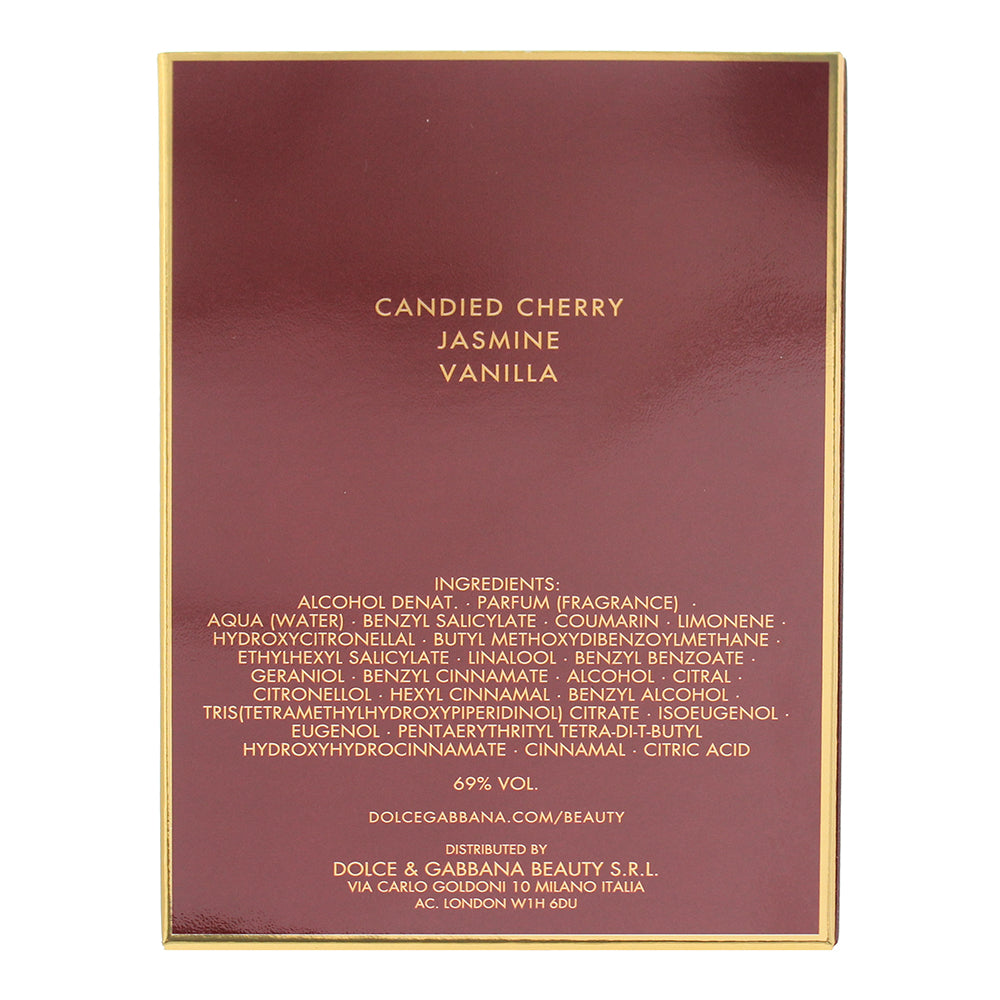 CANDIED CHERRY
JASMINE
VANILLA
INGREDIENTS:
ALCOHOL DENAT. · PARFUM (FRAGRANCE) ·
AQUA (WATER) · BENZYL SALICYLATE · COUMARIN · LIMONENE ·
HYDROXYCITRONELLAL · BUTYL METHOXYDIBENZOYLMETHANE ·
ETHYLHEXYL SALICYLATE · LINALOOL · BENZYL BENZOATE ·
GERANIOL · BENZYL CINNAMATE · ALCOHOL · CITRAL ·
CITRONELLOL · HEXYL CINNAMAL · BENZYL ALCOHOL ·
TRIS(TETRAMETHYLHYDROXYPIPERIDINOL) CITRATE · ISOEUGENOL ·
EUGENOL · PENTAERYTHRITYL TETRA-DI-T-BUTYL
HYDROXYHYDROCINNAMATE · CINNAMAL · CITRIC ACID
69% VOL.
DOLCEGABBANA.COM/BEAUTY
DISTRIBUTED BY
DOLCE & GABBANA BEAUTY S.R.L.
VIA CARLO GOLDONI 10 MILANO ITALIA
AC. LONDON W1H 6DU